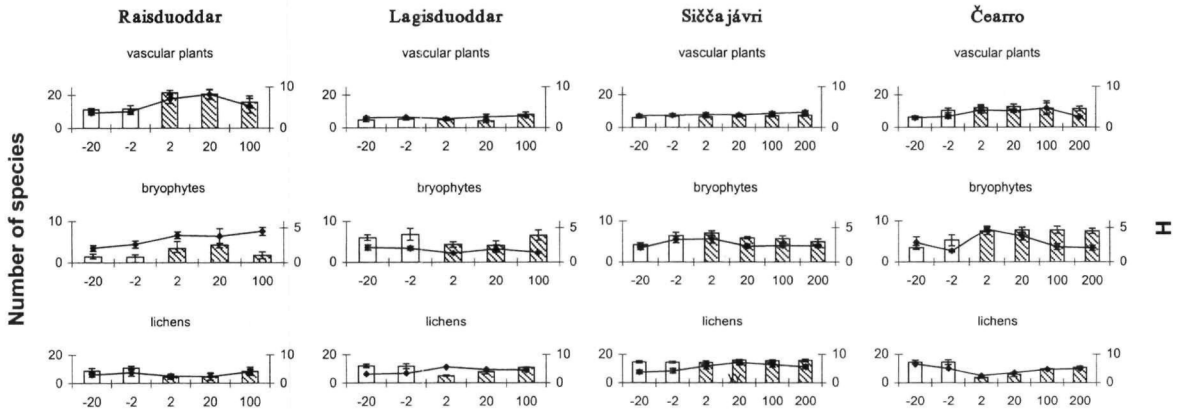 Raisduoddar Lagisduoddar Siččajávri Čearro
vascular plants vascular plants vascular plants vascular plants
20 10 20 10 20 10 20 10
0 0 0 0 0 0 0 0
-20 -2 2 20 100 -20 -2 2 20 100 -20 -2 2 20 100 200 -20 -2 2 20 100 200
Number of species
bryophytes bryophytes bryophytes bryophytes
10 5 10 5 10 5 10 5
0 0 0 0 0 0 0 0
H
-20 -2 2 20 100 -20 -2 2 20 100 -20 -2 2 20 100 200 -20 -2 2 20 100 200
lichens lichens lichens lichens
20 10 20 10 20 10 20 10
0 0 0 0 0 0 0 0
-20 -2 2 20 100 -20 -2 2 20 100 -20 -2 2 20 100 200 -20 -2 2 20 100 200